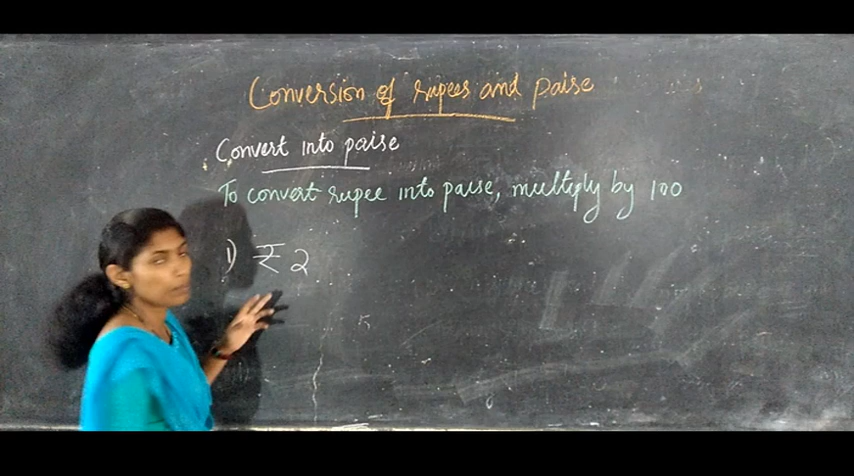 Conversion of rupees and paise
Convert into paise
To convert rupee into paise, multiply by 100
1) ₹ 2